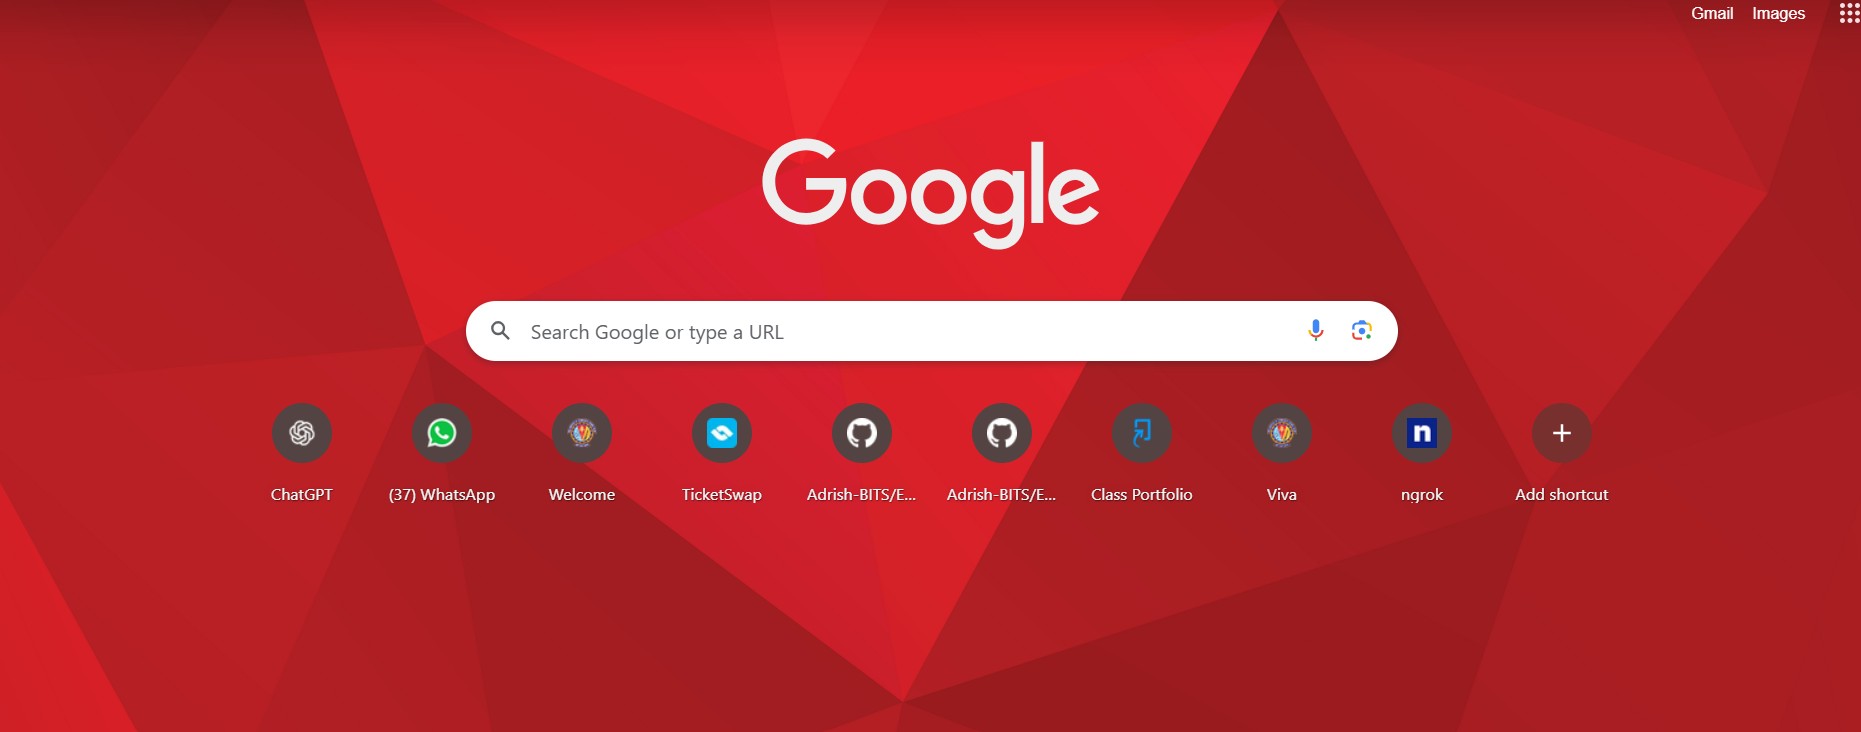 Gmail Images
Google
Search Google or type a URL
ChatGPT (37) WhatsApp Welcome TicketSwap Adrish-BITS/E... Adrish-BITS/E... Class Portfolio Viva ngrok Add shortcut